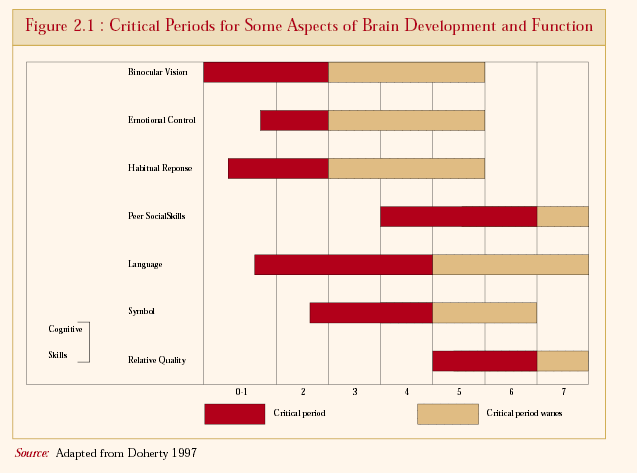 Figure 2.1 : Critical Periods for Some Aspects of Brain Development and Function
Binocular Vision
Emotional Control
Habitual Reponse
Peer SocialSkills
Language
Symbol
Cognitive
Skills
Relative Quality
0-1 2 3 4 5 6 7
Critical period Critical period wanes
Source: Adapted from Doherty 1997